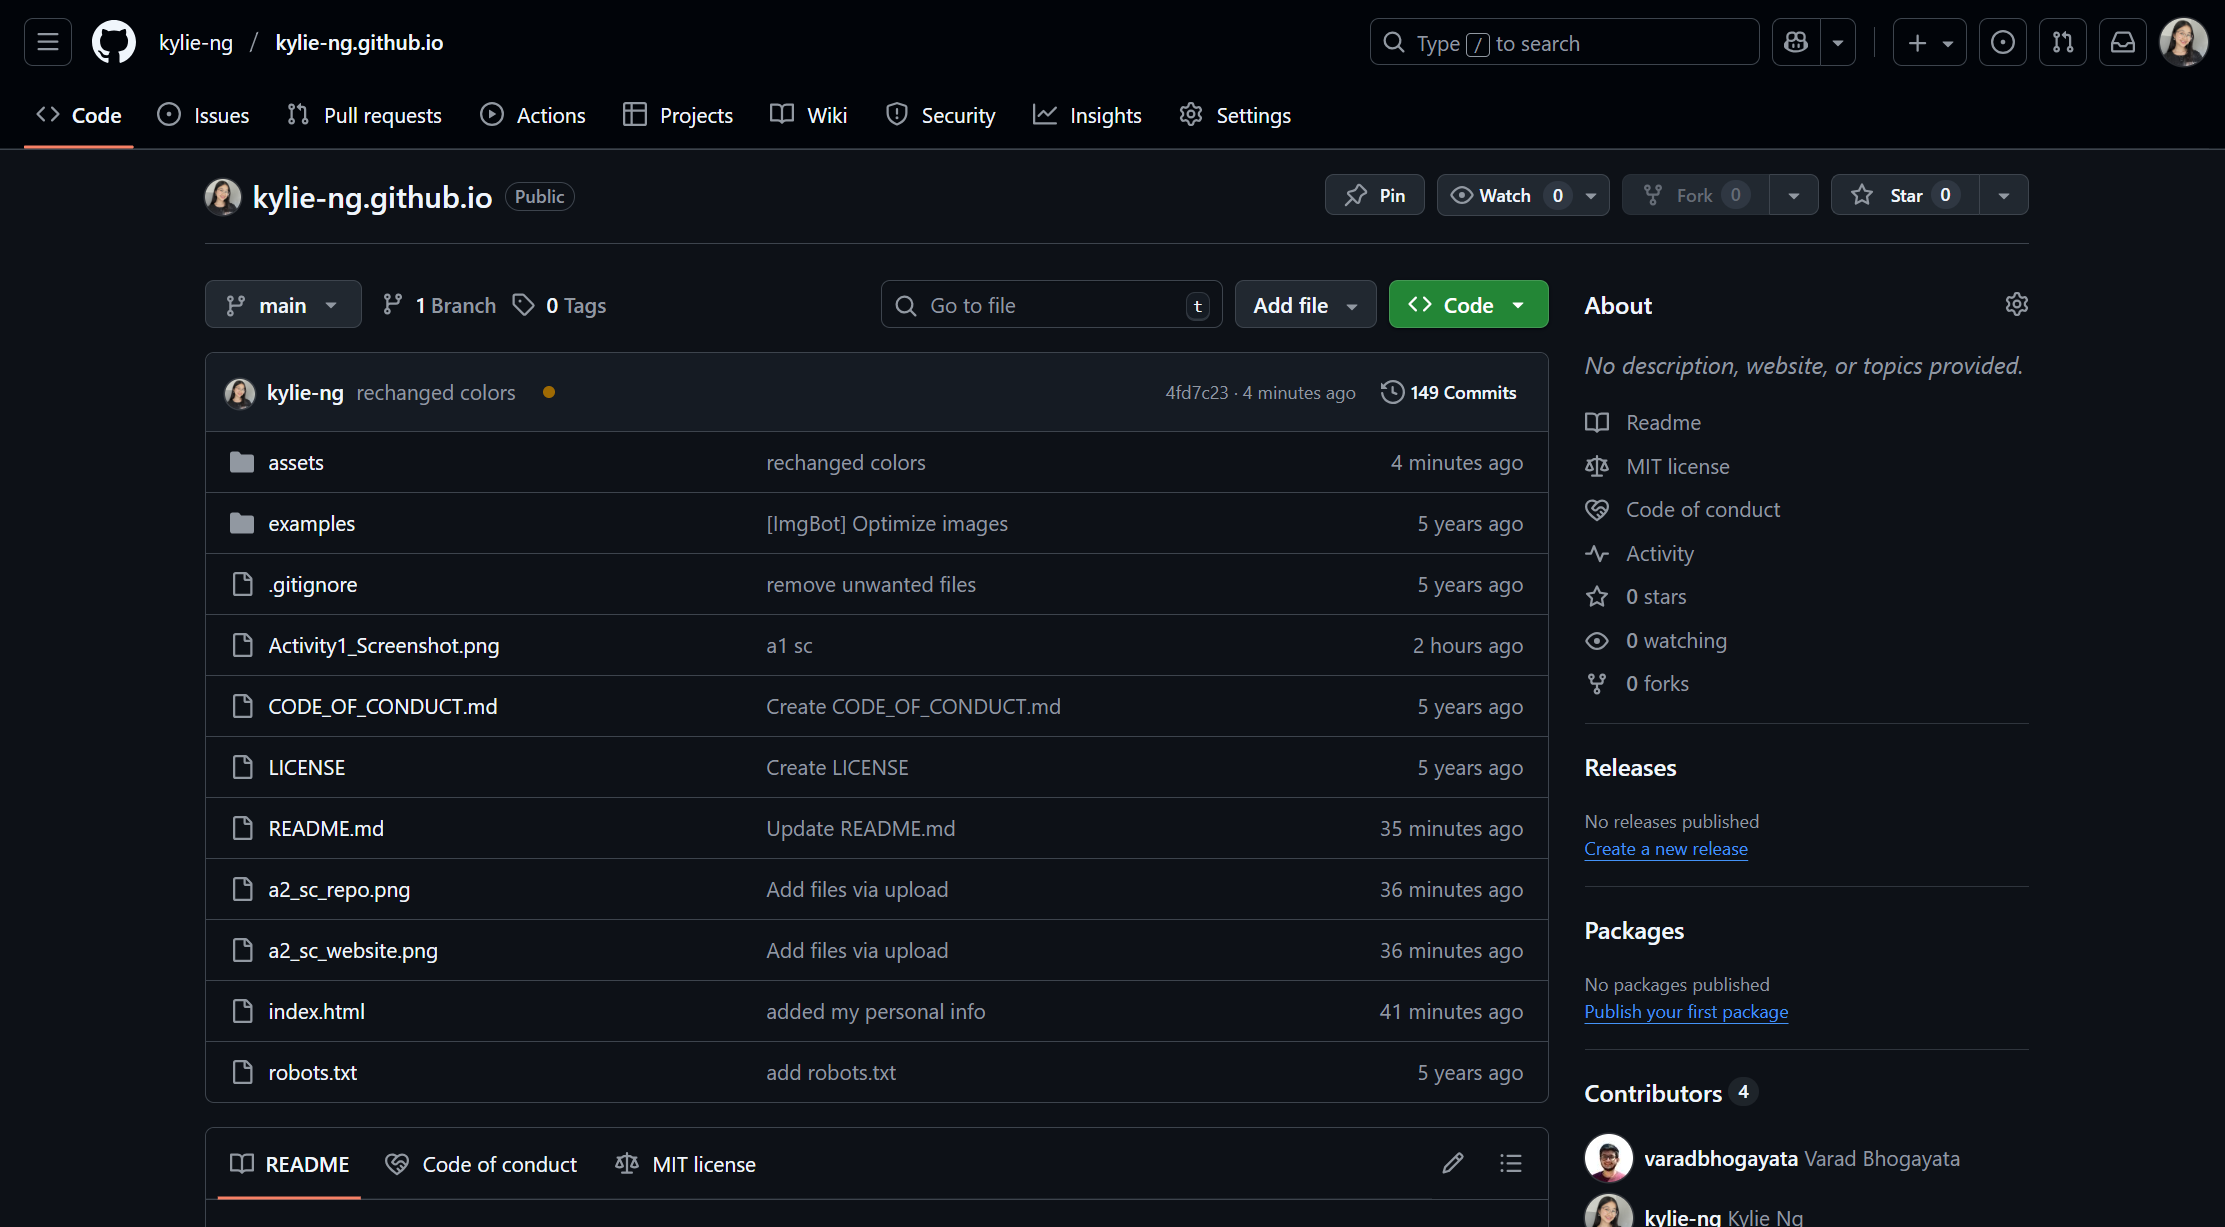 kylie-ng / kylie-ng.github.io
Type / to search
Code Issues Pull requests Actions Projects Wiki Security Insights Settings
kylie-ng.github.io Public
Pin Watch 0 Fork 0 Star 0
main 1 Branch 0 Tags Go to file t Add file Code
kylie-ng rechanged colors 4fd7c23 · 4 minutes ago 149 Commits
assets rechanged colors 4 minutes ago
examples [ImgBot] Optimize images 5 years ago
.gitignore remove unwanted files 5 years ago
Activity1_Screenshot.png a1 sc 2 hours ago
CODE_OF_CONDUCT.md Create CODE_OF_CONDUCT.md 5 years ago
LICENSE Create LICENSE 5 years ago
README.md Update README.md 35 minutes ago
a2_sc_repo.png Add files via upload 36 minutes ago
a2_sc_website.png Add files via upload 36 minutes ago
index.html added my personal info 41 minutes ago
robots.txt add robots.txt 5 years ago
README Code of conduct MIT license
About
No description, website, or topics provided.
Readme
MIT license
Code of conduct
Activity
0 stars
0 watching
0 forks
Releases
No releases published
Create a new release
Packages
No packages published
Publish your first package
Contributors 4
varadbhogayata Varad Bhogayata
kylie-ng Kylie Ng